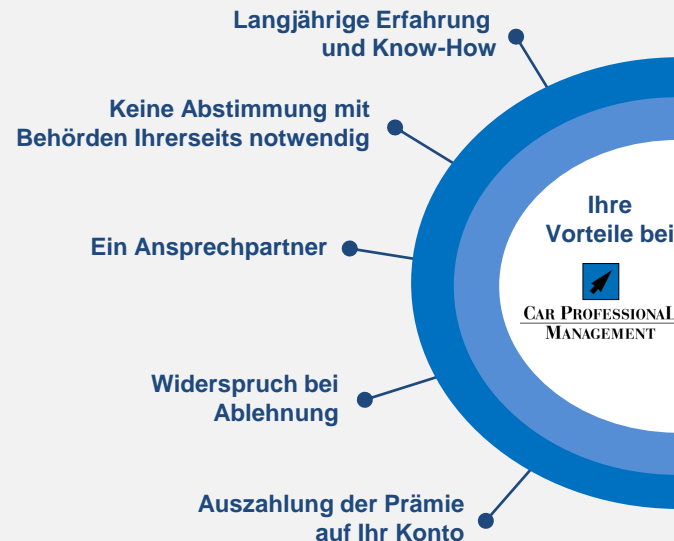 Langjährige Erfahrung
und Know-How
Keine Abstimmung mit
Behörden Ihrerseits notwendig
Ein Ansprechpartner
Widerspruch bei
Ablehnung
Auszahlung der Prämie
auf Ihr Konto
Ihre
Vorteile bei
CAR PROFESSIONAL
MANAGEMENT